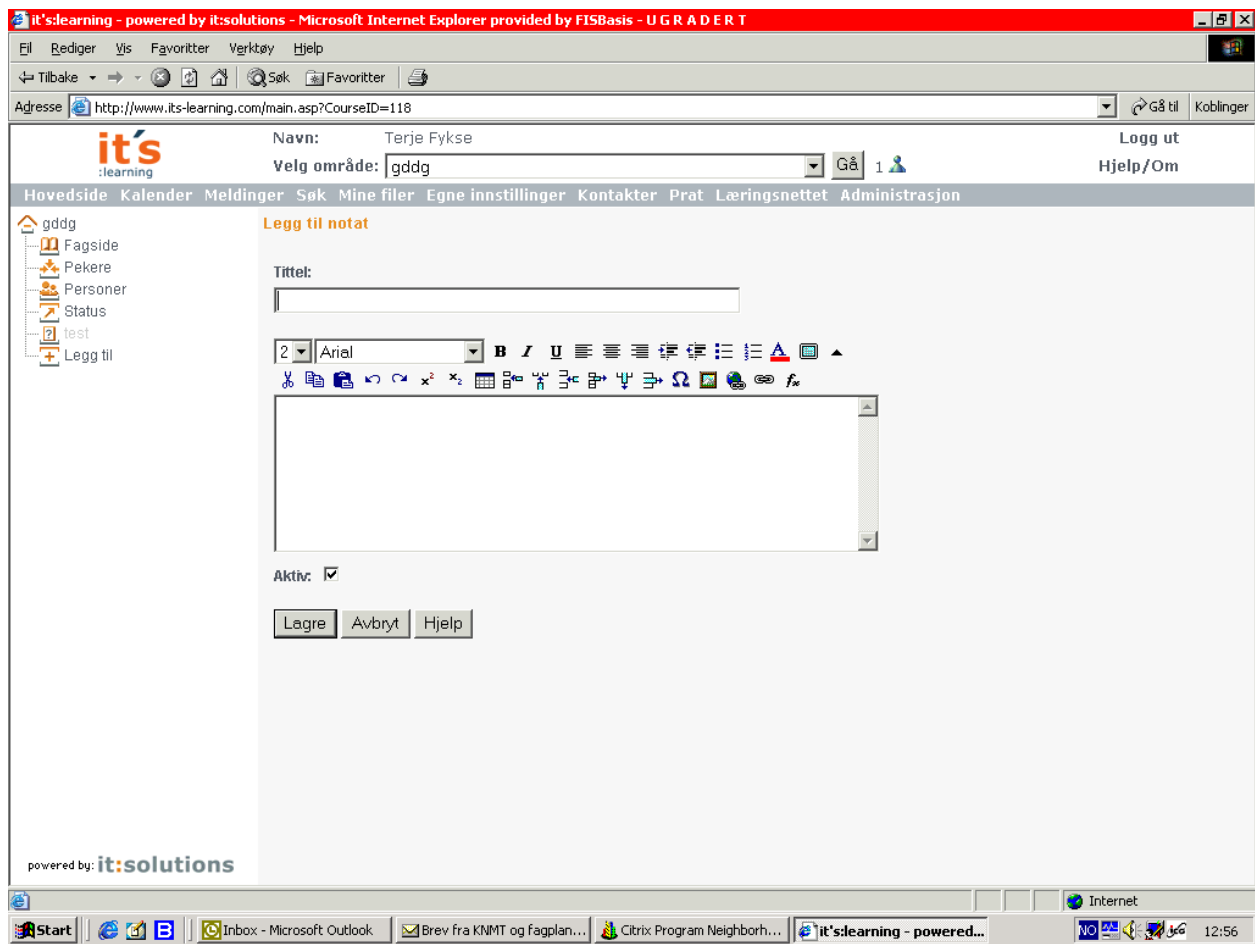 it's:learning - powered by it:solutions - Microsoft Internet Explorer provided by FISBasis - U G R A D E R T
Fil Rediger Vis Favoritter Verktøy Hjelp
Tilbake Søk Favoritter
Adresse http://www.its-learning.com/main.asp?CourseID=118 Gå til Koblinger
it's :learning
Navn: Terje Fykse Logg ut
Velg område: gddg Gå 1 Hjelp/Om
Hovedside Kalender Meldinger Søk Mine filer Egne innstillinger Kontakter Prat Læringsnettet Administrasjon
gddg
Fagside
Pekere
Personer
Status
test
Legg til
Legg til notat
Tittel:
2 Arial B I U A
x² x₂ Ω fx
Aktiv:
Lagre Avbryt Hjelp
powered by: it:solutions
Internet
Start B Inbox - Microsoft Outlook Brev fra KNMT og fagplan... Citrix Program Neighborh... it's:learning - powered... NO 12:56